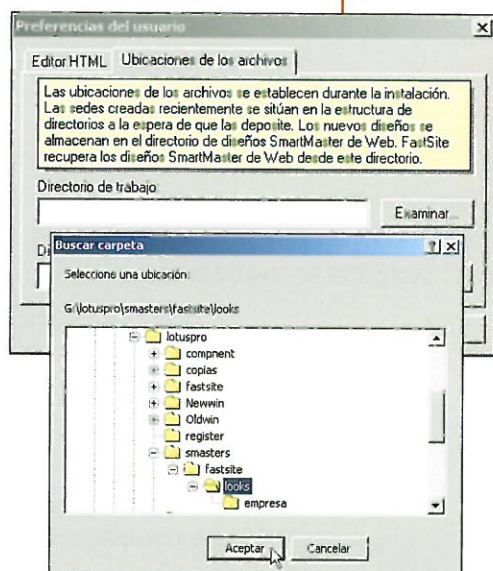 Preferencias del usuario
Editor HTML
Ubicaciones de los archivos
Las ubicaciones de los archivos se establecen durante la instalación.
Las sedes creadas recientemente se sitúan en la estructura de
directorios a la espera de que las deposite. Los nuevos diseños se
almacenan en el directorio de diseños SmartMaster de Web. FastSite
recupera los diseños SmartMaster de Web desde este directorio.
Directorio de trabajo:
Examinar...
Buscar carpeta
Seleccione una ubicación:
G:\lotuspro\smasters\fastsite\looks
lotuspro
compnent
copias
fastsite
Newwin
Oldwin
register
smasters
fastsite
looks
empresa
Aceptar
Cancelar